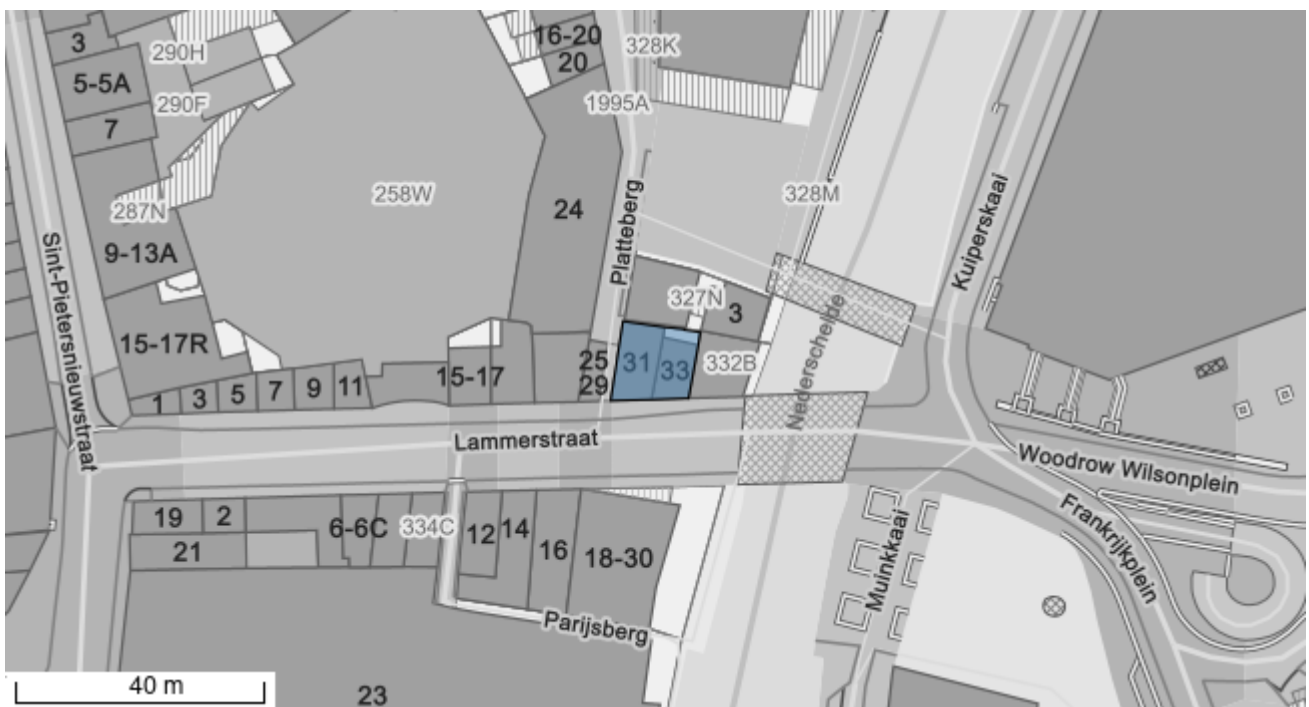 3
290H
16-20
328K
5-5A
20
290F
1995A
7
258W
328M
287N
24
Platteberg
Kuiperskaai
Sint-Pietersnieuwstraat
9-13A
327N
3
Nederschelde
15-17R
25
29
31
33
332B
1
3
5
7
9
11
15-17
Lammerstraat
Woodrow Wilsonplein
Frankrijkplein
19
2
6-6C
334C
12
14
16
18-30
21
Muinkkaai
Parijsberg
40 m
23